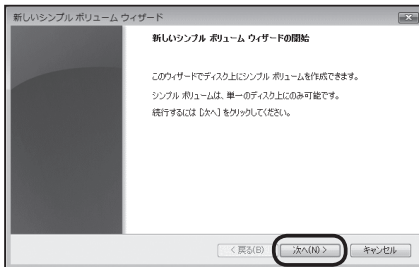 新しいシンプル ボリューム ウィザード
新しいシンプル ボリューム ウィザードの開始
このウィザードでディスク上にシンプル ボリュームを作成できます。
シンプル ボリュームは、単一のディスク上にのみ可能です。
続行するには [次へ] をクリックしてください。
< 戻る(B)
次へ(N) >
キャンセル